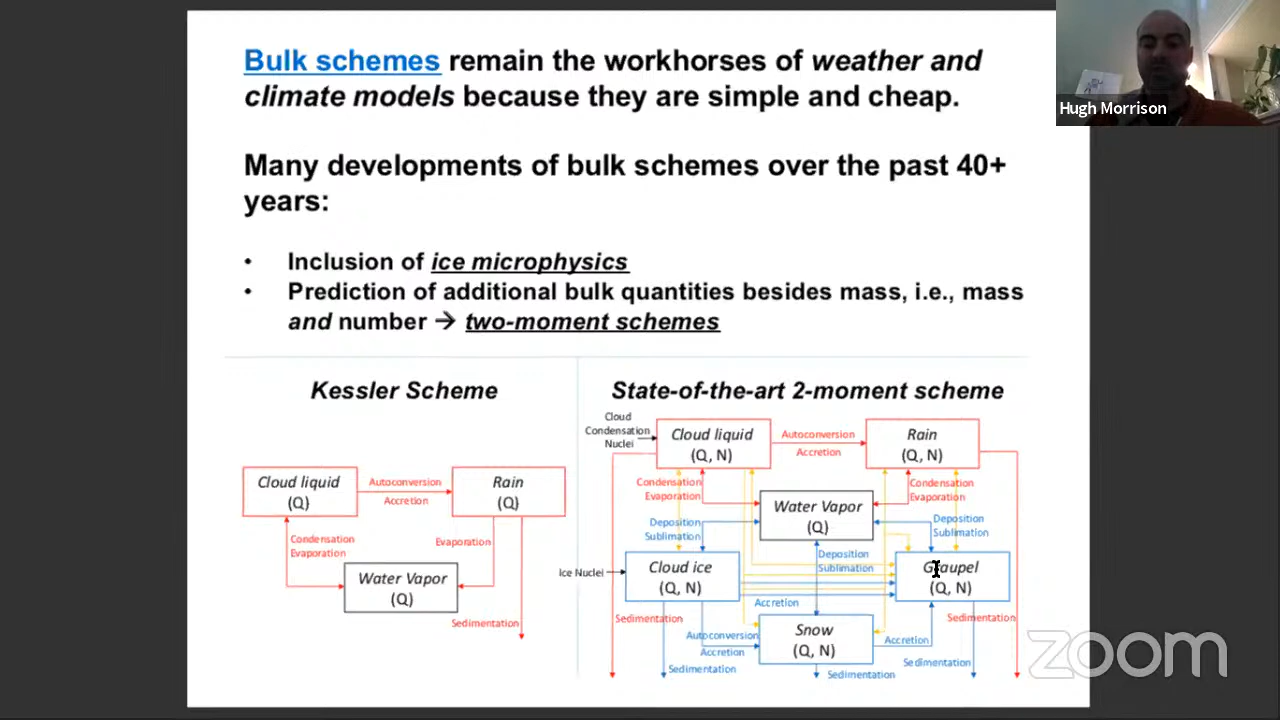 Bulk schemes remain the workhorses of weather and
climate models because they are simple and cheap.
Hugh Morrison
Many developments of bulk schemes over the past 40+
years:
• Inclusion of ice microphysics
• Prediction of additional bulk quantities besides mass, i.e., mass
and number → two-moment schemes
Kessler Scheme
Cloud liquid
(Q)
Autoconversion
Accretion
Rain
(Q)
Condensation
Evaporation
Evaporation
Water Vapor
(Q)
Sedimentation
State-of-the-art 2-moment scheme
Cloud
Condensation
Nuclei
Cloud liquid
(Q, N)
Autoconversion
Accretion
Rain
(Q, N)
Condensation
Evaporation
Water Vapor
(Q)
Condensation
Evaporation
Deposition
Sublimation
Deposition
Sublimation
Deposition
Sublimation
Ice Nuclei
Cloud ice
(Q, N)
Graupel
(Q, N)
Accretion
Sedimentation
Sedimentation
Autoconversion
Accretion
Snow
(Q, N)
Accretion
Sedimentation
Sedimentation
Sedimentation
zoom